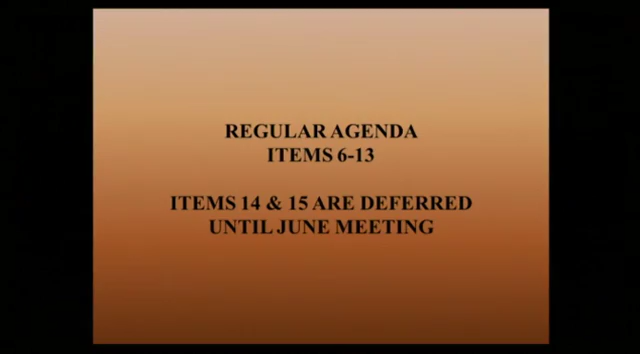 REGULAR AGENDA
ITEMS 6-13
ITEMS 14 & 15 ARE DEFERRED
UNTIL JUNE MEETING